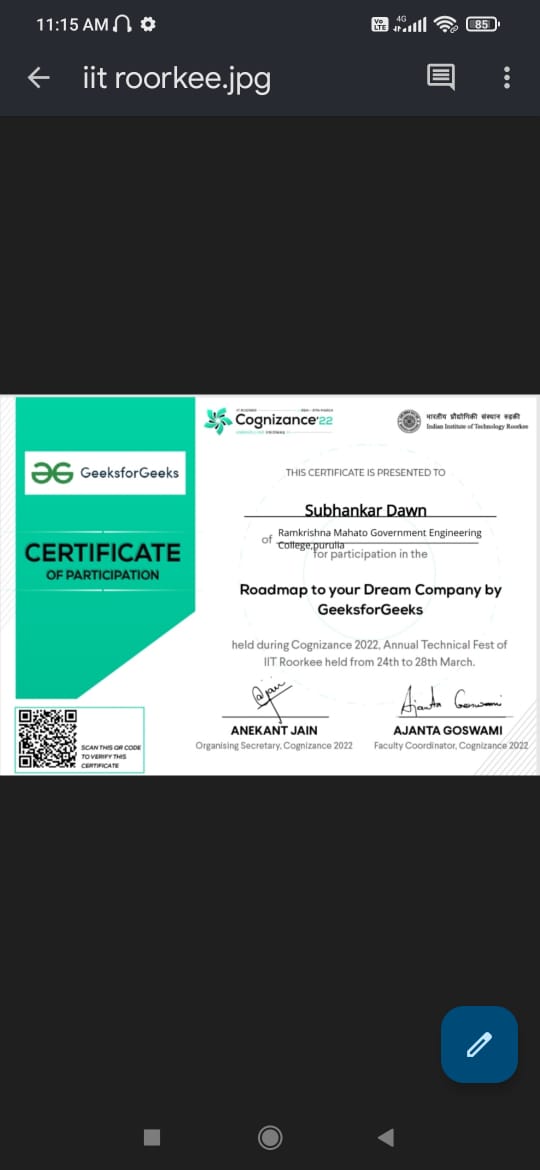 11:15 AM
Vo LTE 4G 85
iit roorkee.jpg
Cognizance'22
भारतीय प्रौद्योगिकी संस्थान रुड़की
Indian Institute of Technology Roorkee
GeeksforGeeks
CERTIFICATE
OF PARTICIPATION
THIS CERTIFICATE IS PRESENTED TO
Subhankar Dawn
of Ramkrishna Mahato Government Engineering
College,purulia
for participation in the
Roadmap to your Dream Company by
GeeksforGeeks
held during Cognizance 2022, Annual Technical Fest of
IIT Roorkee held from 24th to 28th March.
Ajanta Goswami
ANEKANT JAIN
Organising Secretary, Cognizance 2022
AJANTA GOSWAMI
Faculty Coordinator, Cognizance 2022
SCAN THIS QR CODE
TO VERIFY THIS
CERTIFICATE